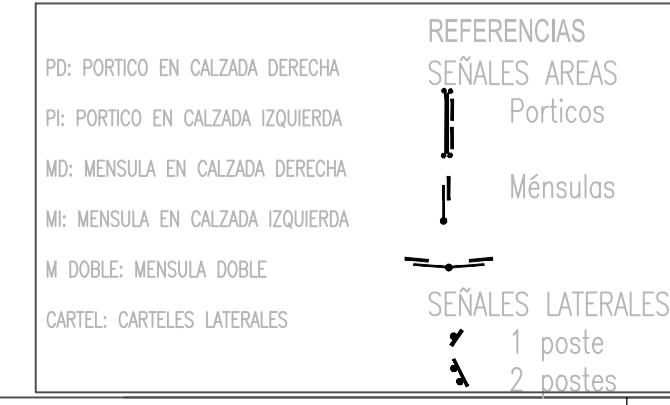 PD: PORTICO EN CALZADA DERECHA
PI: PORTICO EN CALZADA IZQUIERDA
MD: MENSULA EN CALZADA DERECHA
MI: MENSULA EN CALZADA IZQUIERDA
M DOBLE: MENSULA DOBLE
CARTEL: CARTELES LATERALES
REFERENCIAS
SEÑALES AREAS
Porticos
Ménsulas
SEÑALES LATERALES
1 poste
2 postes